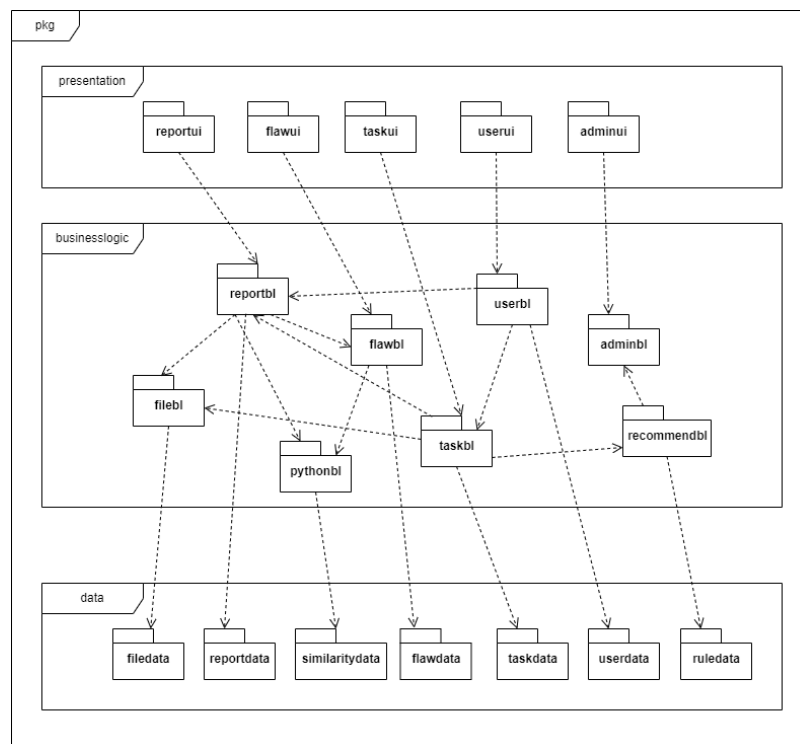 pkg
presentation
reportui
flawui
taskui
userui
adminui
businesslogic
reportbl
userbl
flawbl
adminbl
filebl
taskbl
recommendbl
pythonbl
data
filedata
reportdata
similaritydata
flawdata
taskdata
userdata
ruledata